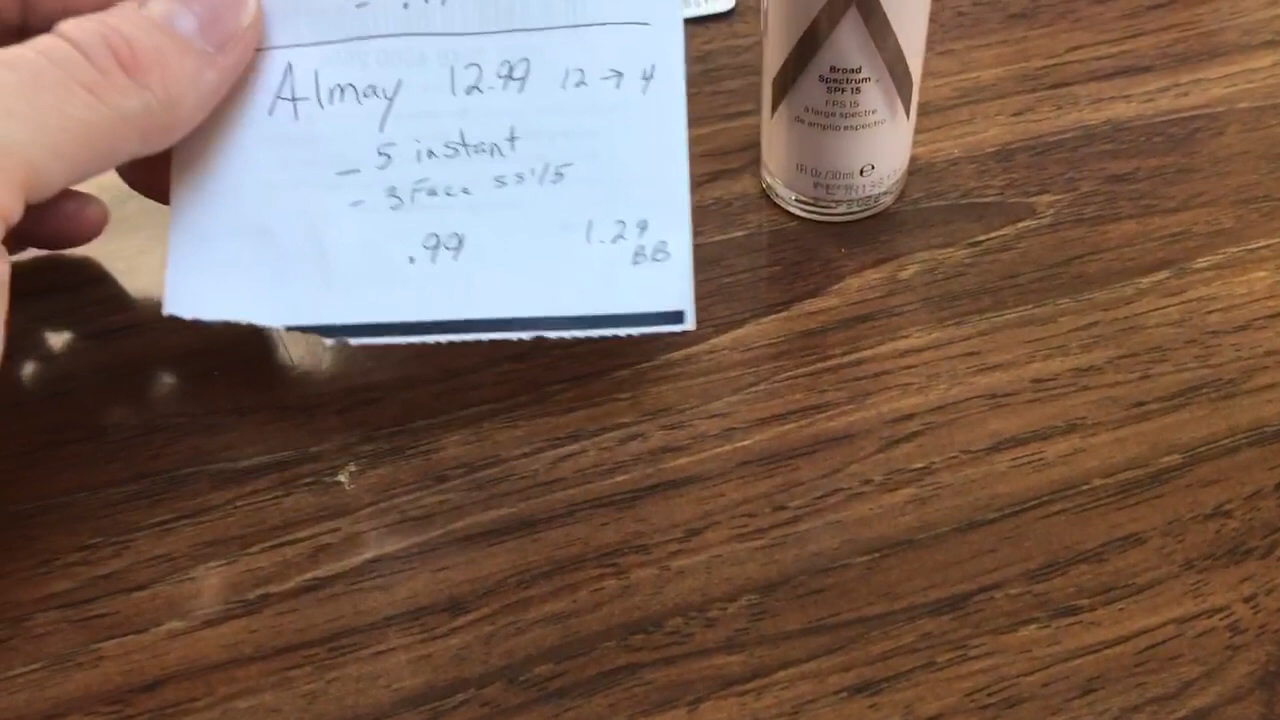 Almay 12.99 12 → 4
- 5 instant
- 3 Face ss 1/5
.99 1.29
BB
Broad
Spectrum
SPF 15
FPS 15
à large spectre
de amplio espectro
1 Fl Oz/30 ml e